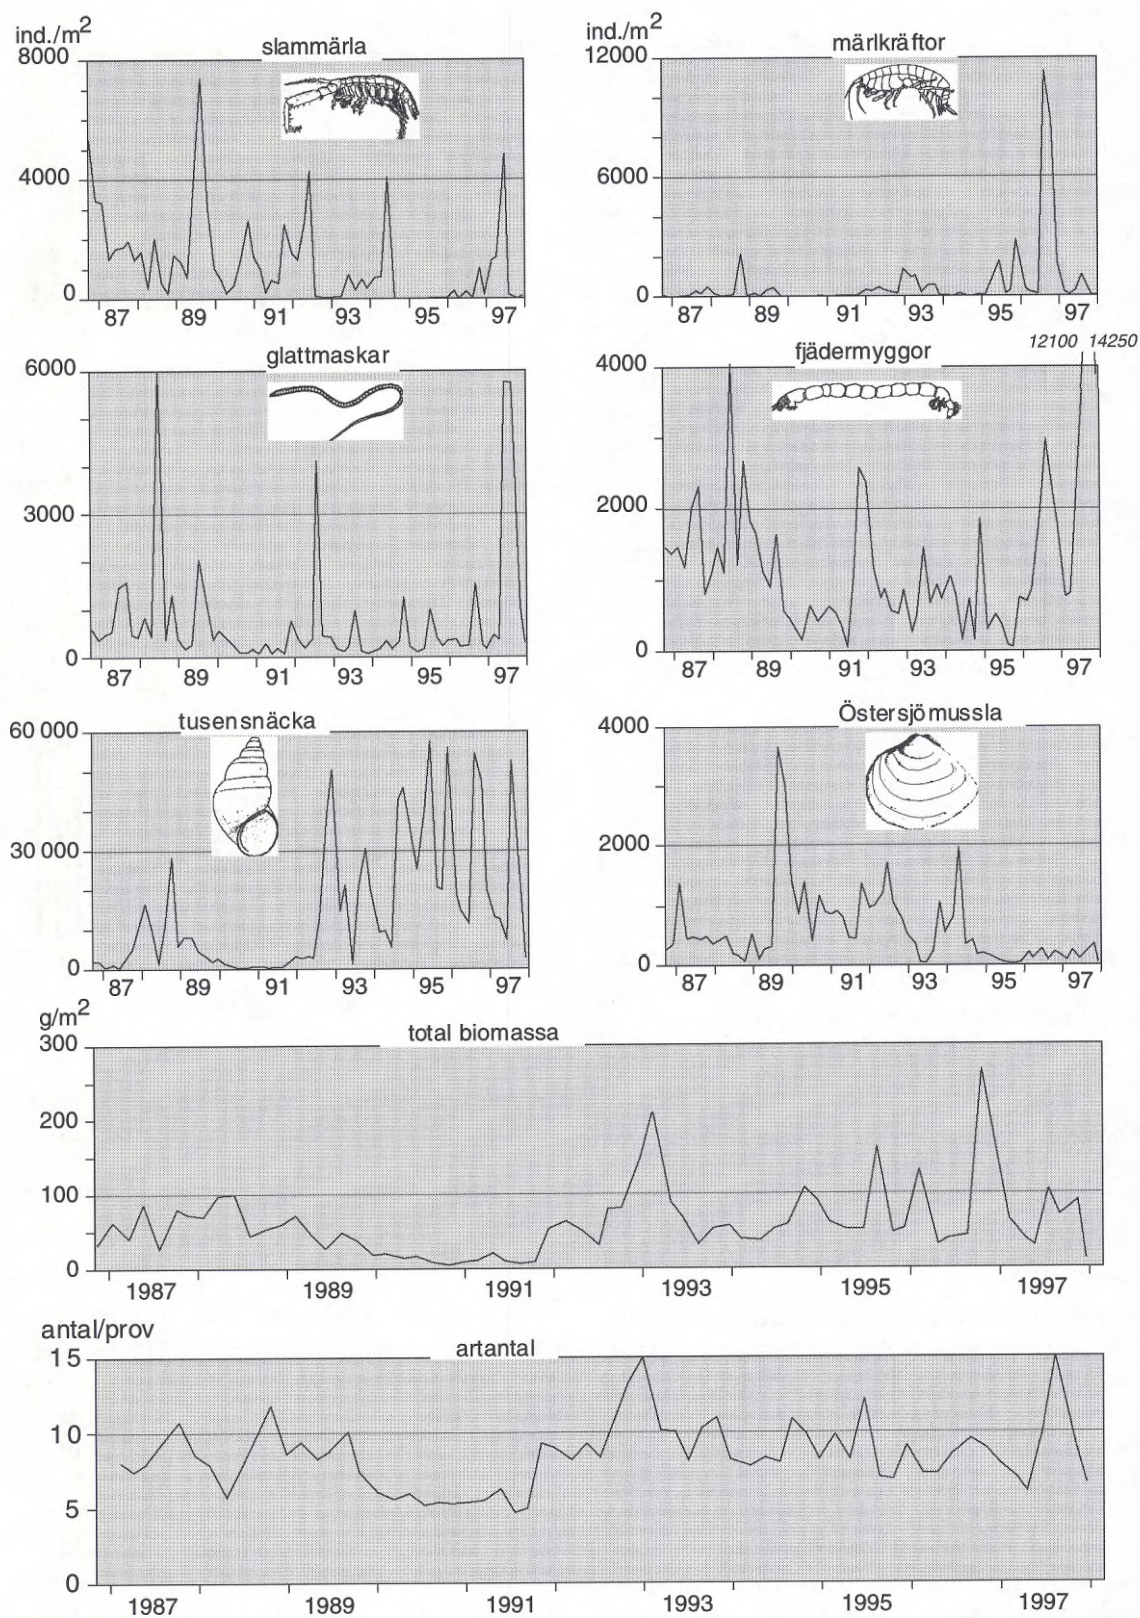 ind./m2
slammärla
8000
4000
0
87 89 91 93 95 97
ind./m2
märlkräftor
12000
6000
0
87 89 91 93 95 97
glattmaskar
6000
3000
0
87 89 91 93 95 97
fjädermyggor
12100 14250
4000
2000
0
87 89 91 93 95 97
tusensnäcka
60 000
30 000
0
87 89 91 93 95 97
Östersjömussla
4000
2000
0
87 89 91 93 95 97
g/m2
total biomassa
300
200
100
0
1987 1989 1991 1993 1995 1997
antal/prov
artantal
15
10
5
0
1987 1989 1991 1993 1995 1997